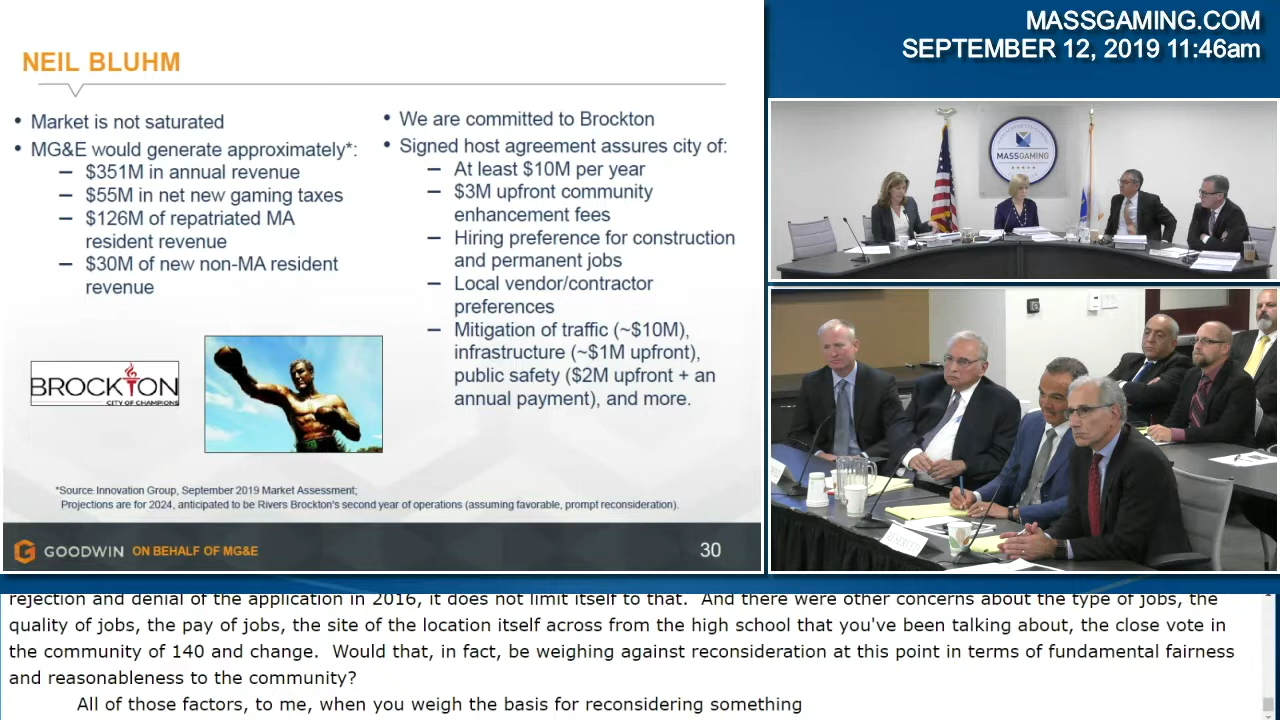 MASSGAMING.COM
SEPTEMBER 12, 2019 11:46am
NEIL BLUHM
• Market is not saturated
• MG&E would generate approximately*:
– $351M in annual revenue
– $55M in net new gaming taxes
– $126M of repatriated MA
resident revenue
– $30M of new non-MA resident
revenue
• We are committed to Brockton
• Signed host agreement assures city of:
– At least $10M per year
– $3M upfront community
enhancement fees
– Hiring preference for construction
and permanent jobs
– Local vendor/contractor
preferences
– Mitigation of traffic (~$10M),
infrastructure (~$1M upfront),
public safety ($2M upfront + an
annual payment), and more.
BROCKTON
CITY OF CHAMPIONS
*Source: Innovation Group, September 2019 Market Assessment;
Projections are for 2024, anticipated to be Rivers Brockton's second year of operations (assuming favorable, prompt reconsideration).
GOODWIN ON BEHALF OF MG&E
30
MASSGAMING
RESERVED
rejection and denial of the application in 2016, it does not limit itself to that. And there were other concerns about the type of jobs, the
quality of jobs, the pay of jobs, the site of the location itself across from the high school that you've been talking about, the close vote in
the community of 140 and change. Would that, in fact, be weighing against reconsideration at this point in terms of fundamental fairness
and reasonableness to the community?
All of those factors, to me, when you weigh the basis for reconsidering something